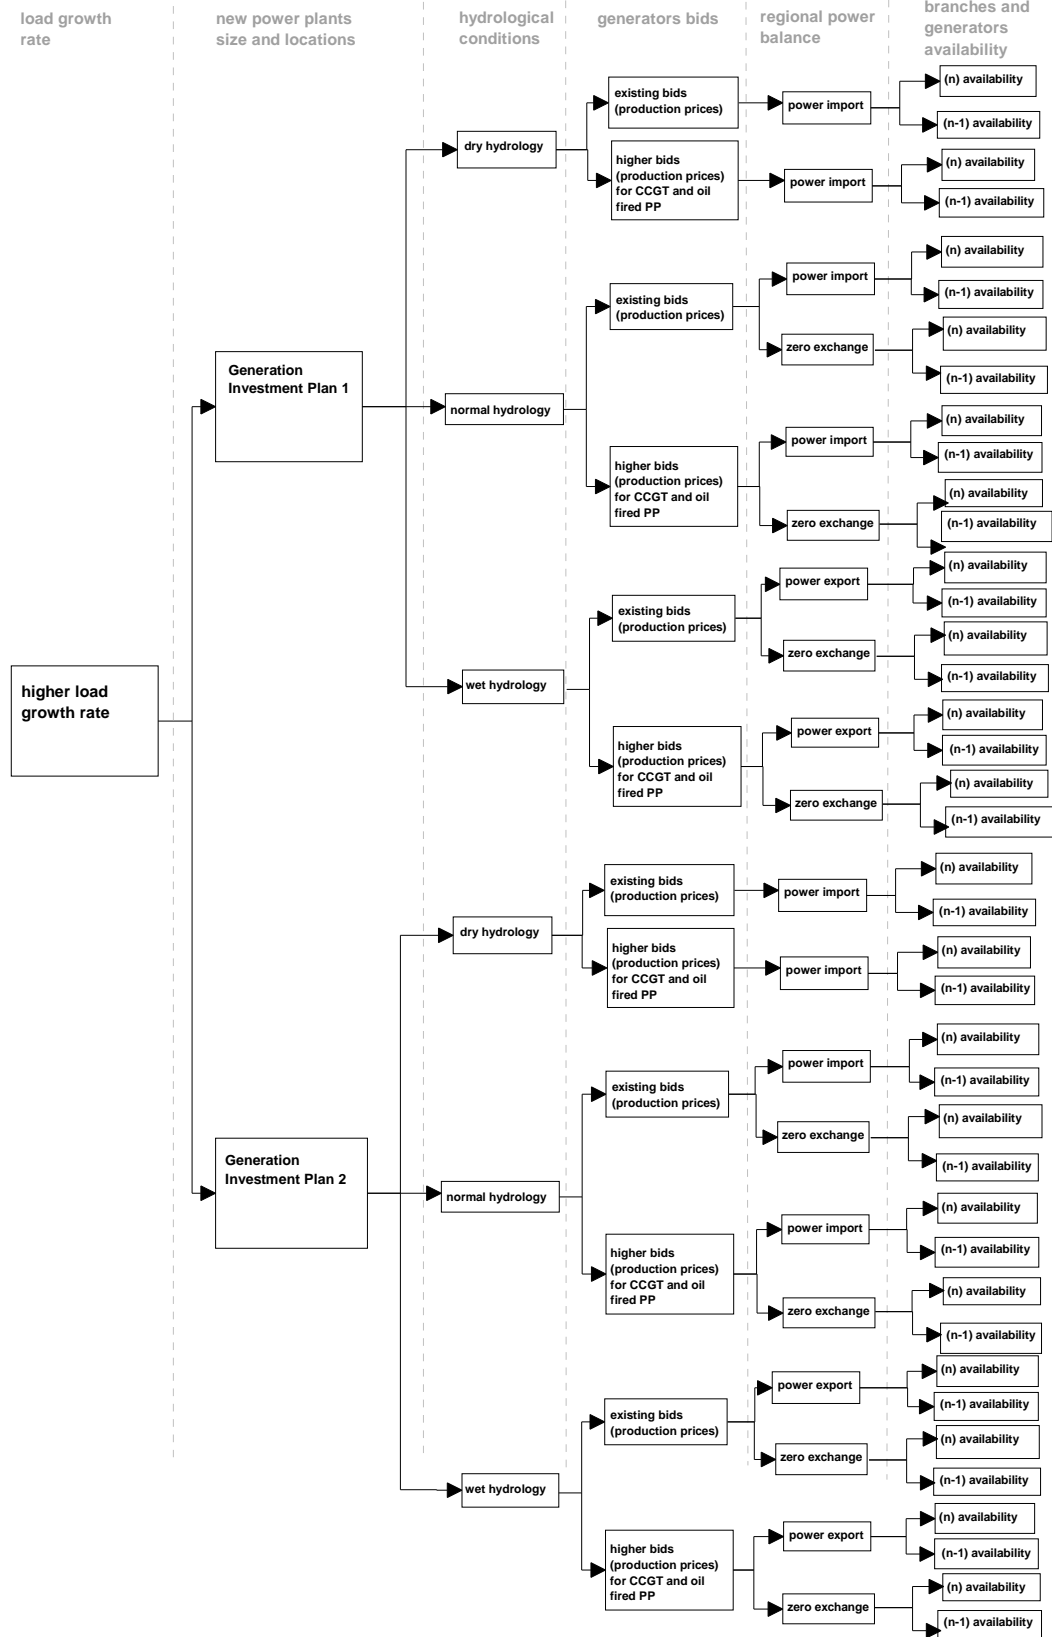 load growth
rate
new power plants
size and locations
hydrological
conditions
generators bids
regional power
balance
branches and
generators
availability
higher load
growth rate
Generation
Investment Plan 1
dry hydrology
existing bids
(production prices)
power import
(n) availability
(n-1) availability
higher bids
(production prices)
for CCGT and oil
fired PP
power import
(n) availability
(n-1) availability
normal hydrology
existing bids
(production prices)
power import
(n) availability
(n-1) availability
zero exchange
(n) availability
(n-1) availability
higher bids
(production prices)
for CCGT and oil
fired PP
power import
(n) availability
(n-1) availability
zero exchange
(n) availability
(n-1) availability
wet hydrology
existing bids
(production prices)
power export
(n) availability
(n-1) availability
zero exchange
(n) availability
(n-1) availability
higher bids
(production prices)
for CCGT and oil
fired PP
power export
(n) availability
(n-1) availability
zero exchange
(n) availability
(n-1) availability
Generation
Investment Plan 2
dry hydrology
existing bids
(production prices)
power import
(n) availability
(n-1) availability
higher bids
(production prices)
for CCGT and oil
fired PP
power import
(n) availability
(n-1) availability
normal hydrology
existing bids
(production prices)
power import
(n) availability
(n-1) availability
zero exchange
(n) availability
(n-1) availability
higher bids
(production prices)
for CCGT and oil
fired PP
power import
(n) availability
(n-1) availability
zero exchange
(n) availability
(n-1) availability
wet hydrology
existing bids
(production prices)
power export
(n) availability
(n-1) availability
zero exchange
(n) availability
(n-1) availability
higher bids
(production prices)
for CCGT and oil
fired PP
power export
(n) availability
(n-1) availability
zero exchange
(n) availability
(n-1) availability